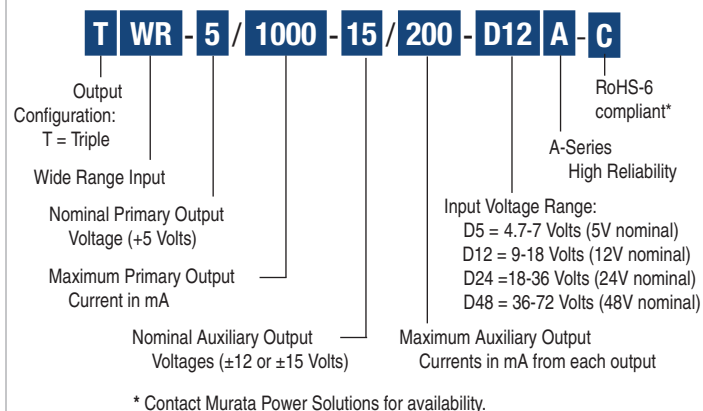 T WR - 5 / 1000 - 15 / 200 - D12 A - C
Output
Configuration:
T = Triple
Wide Range Input
Nominal Primary Output
Voltage (+5 Volts)
Maximum Primary Output
Current in mA
Nominal Auxiliary Output
Voltages (±12 or ±15 Volts)
Maximum Auxiliary Output
Currents in mA from each output
Input Voltage Range:
D5 = 4.7-7 Volts (5V nominal)
D12 = 9-18 Volts (12V nominal)
D24 =18-36 Volts (24V nominal)
D48 = 36-72 Volts (48V nominal)
A-Series
High Reliability
RoHS-6
compliant*
* Contact Murata Power Solutions for availability.